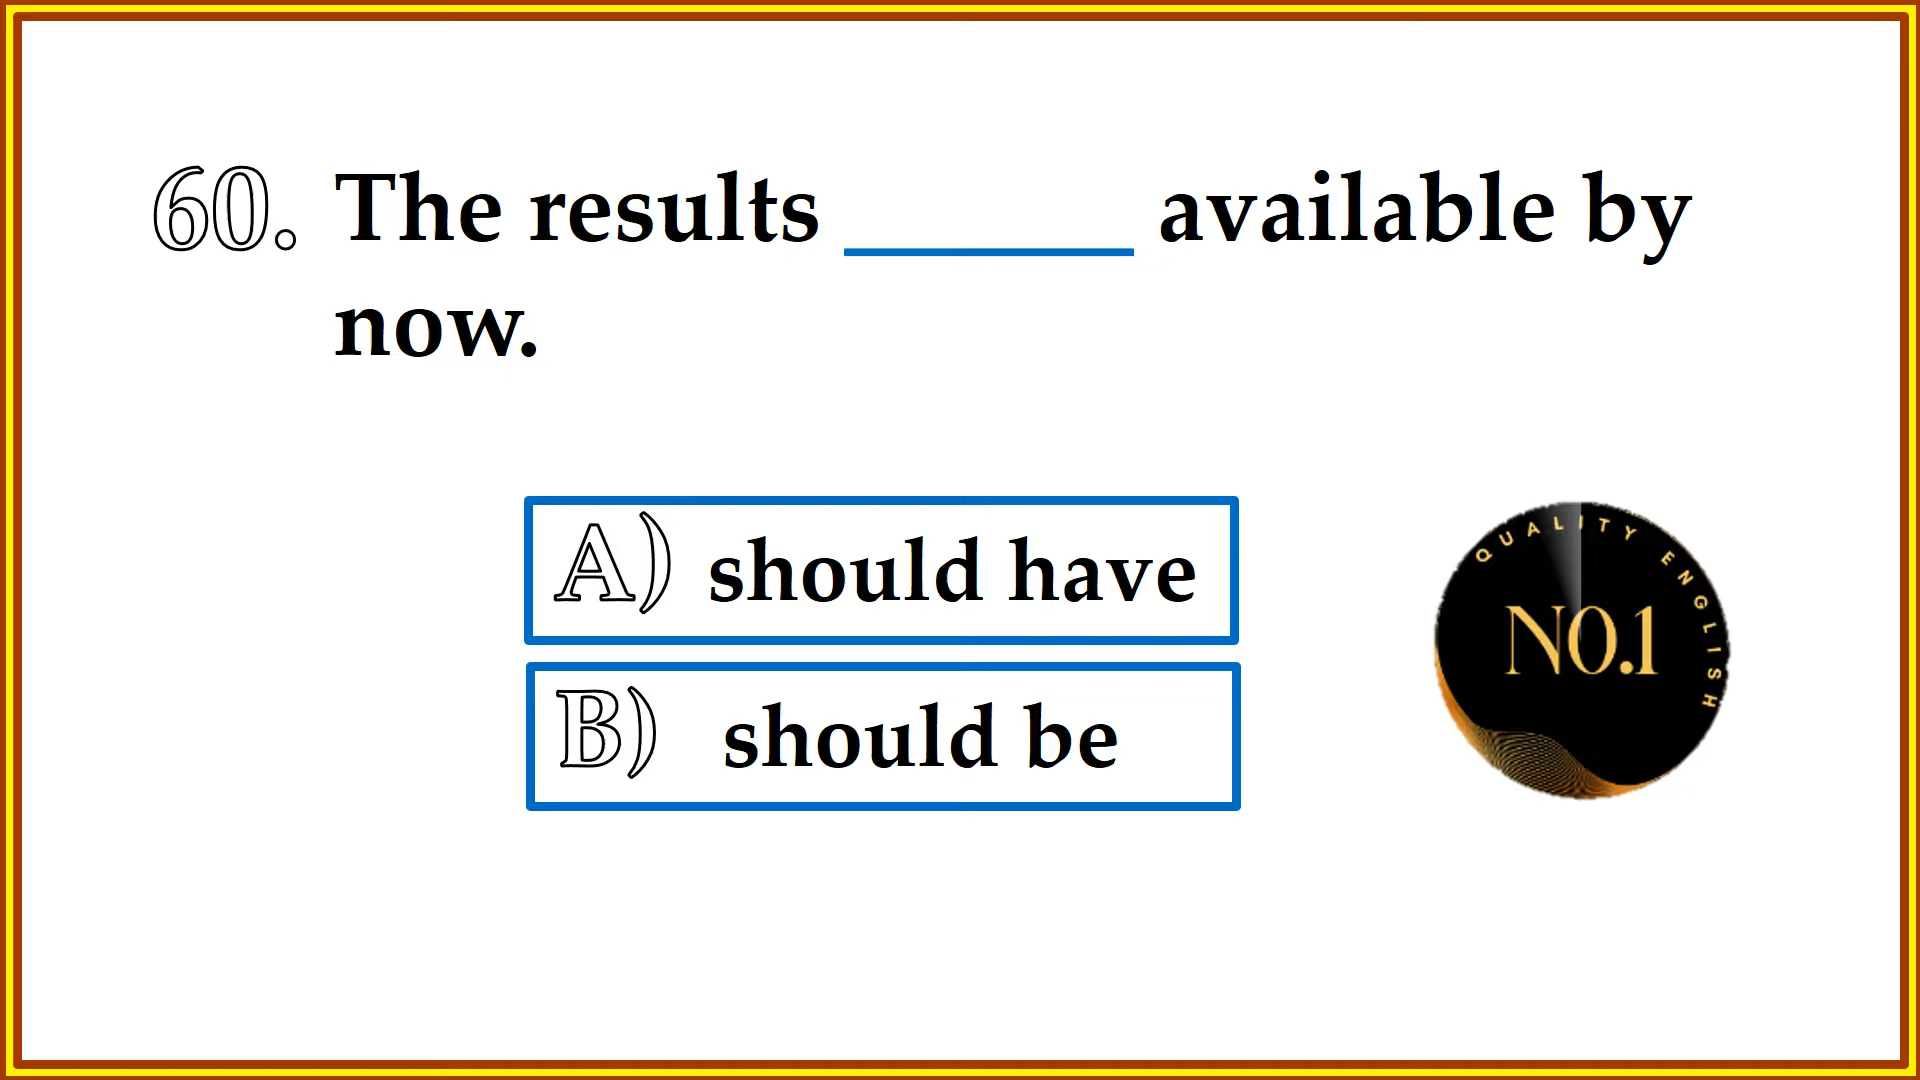 60. The results ______ available by
now.
A) should have
B) should be
QUALITY ENGLISH
NO.1